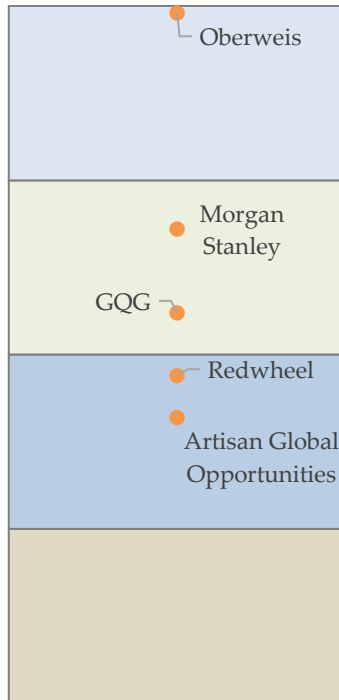 Oberweis
Morgan
Stanley
GQG
Redwheel
Artisan Global
Opportunities